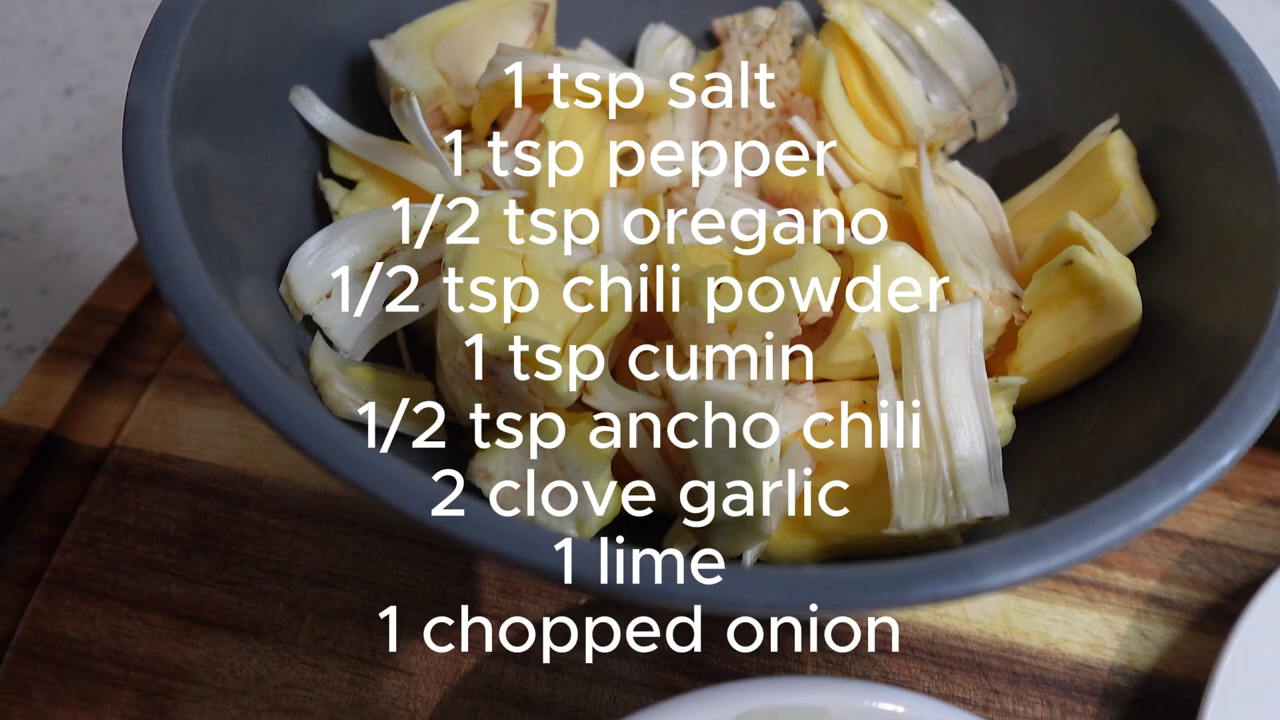 1 tsp salt
1 tsp pepper
1/2 tsp oregano
1/2 tsp chili powder
1 tsp cumin
1/2 tsp ancho chili
2 clove garlic
1 lime
1 chopped onion